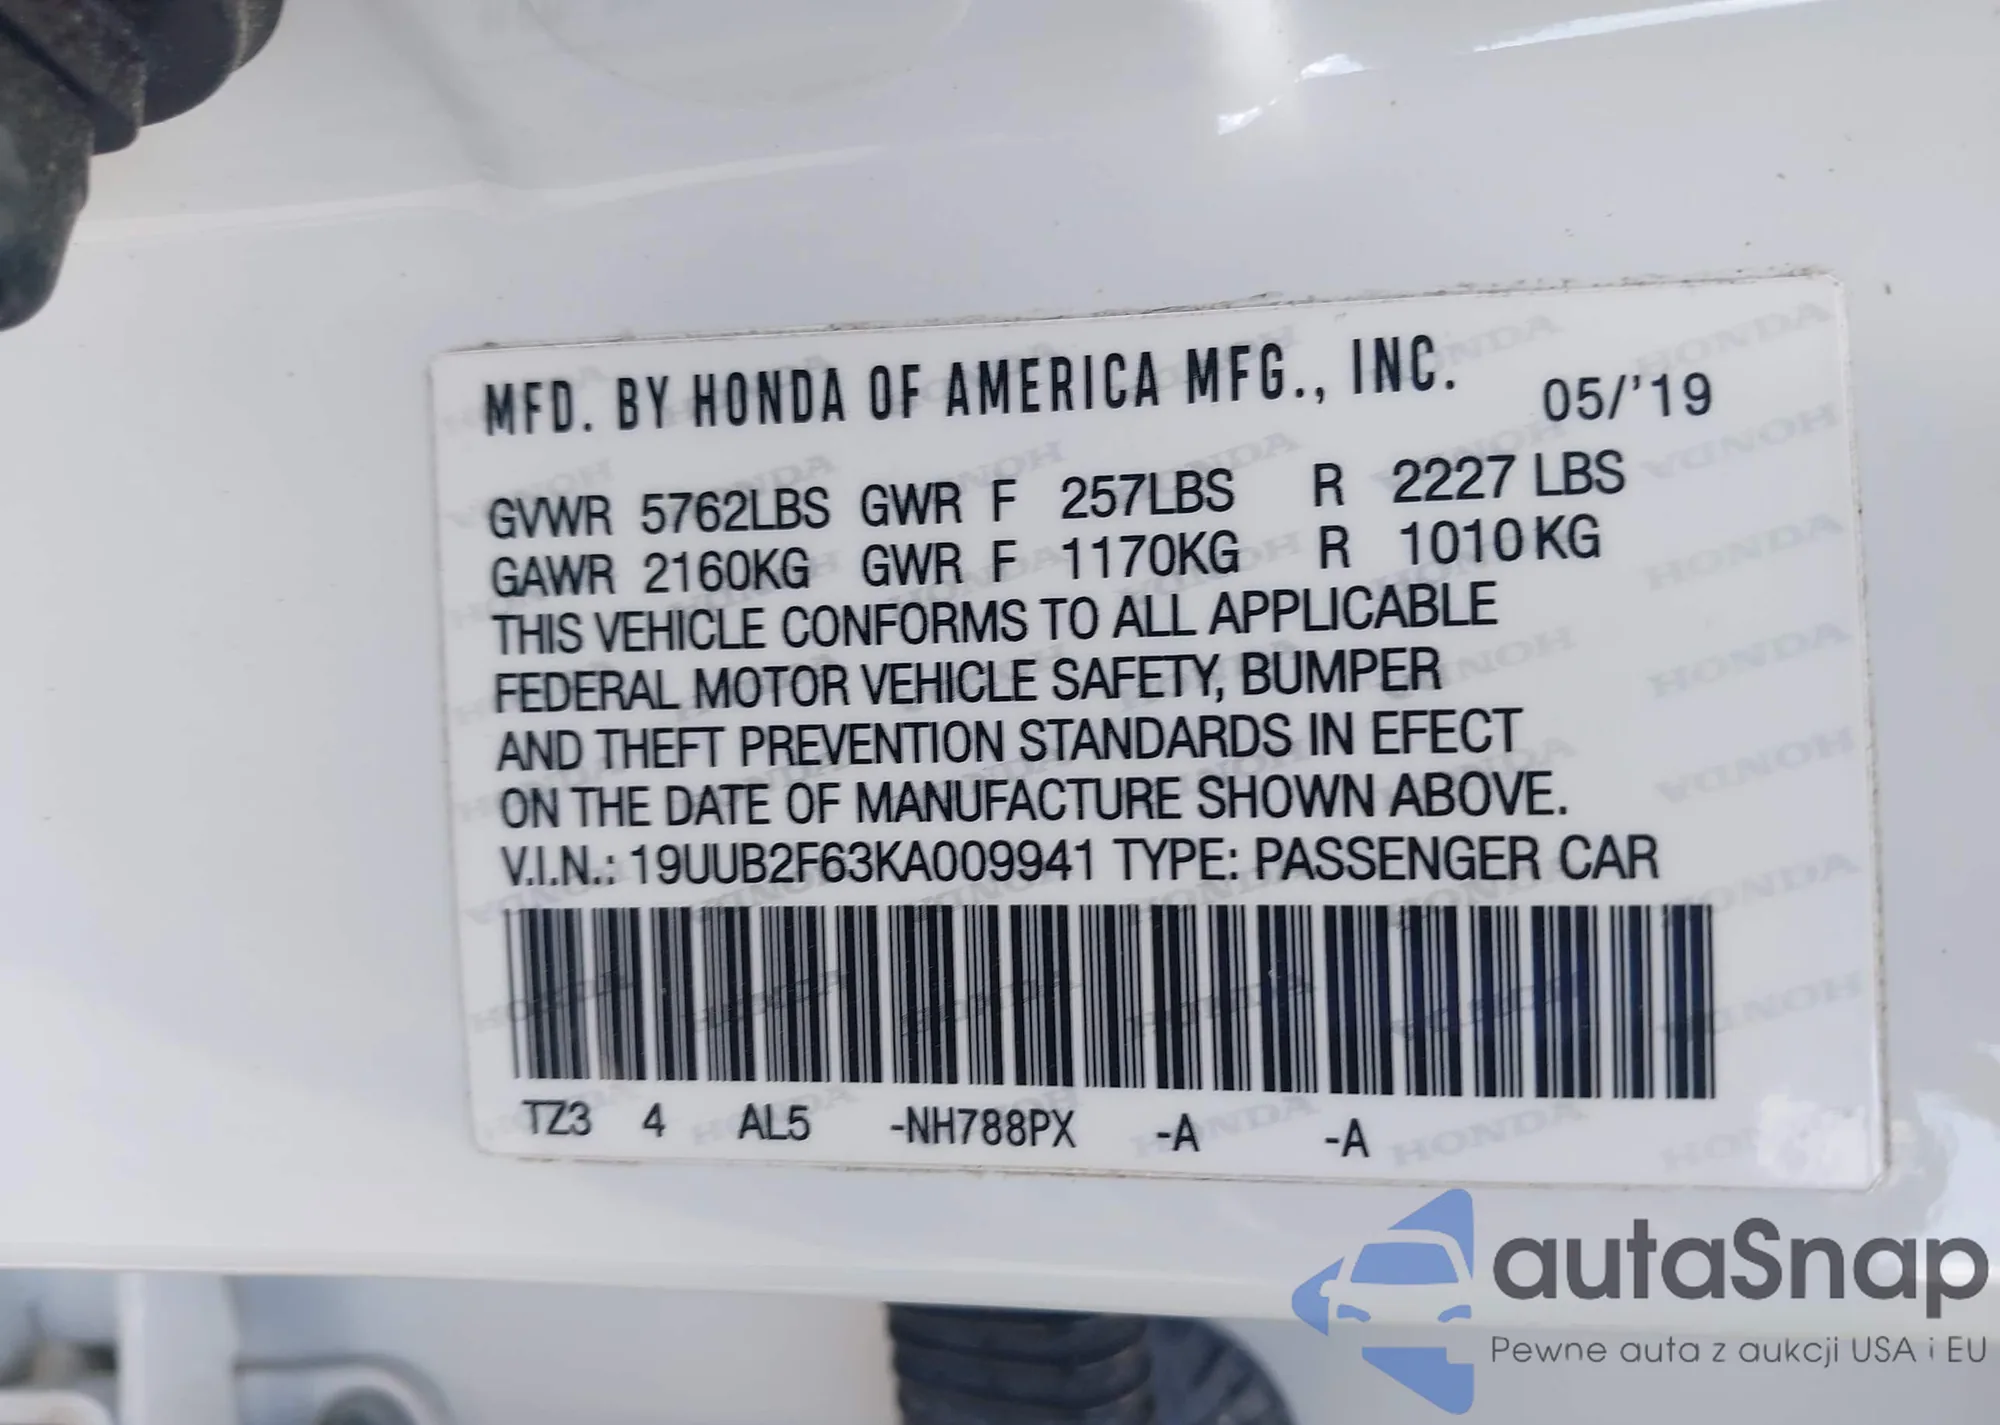 MFD. BY HONDA OF AMERICA MFG., INC. 05/'19
GVWR 5762LBS GWR F 257LBS R 2227 LBS
GAWR 2160KG GWR F 1170KG R 1010KG
THIS VEHICLE CONFORMS TO ALL APPLICABLE
FEDERAL MOTOR VEHICLE SAFETY, BUMPER
AND THEFT PREVENTION STANDARDS IN EFECT
ON THE DATE OF MANUFACTURE SHOWN ABOVE.
V.I.N.: 19UUB2F63KA009941 TYPE: PASSENGER CAR
TZ3 4 AL5 -NH788PX -A -A
autaSnap
Pewne auta z aukcji USA i EU